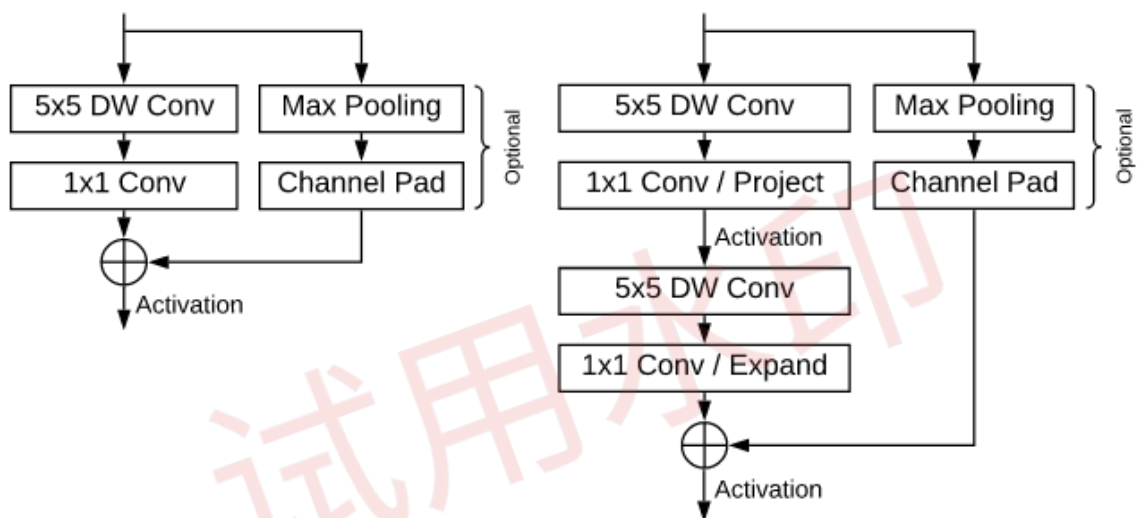 5x5 DW Conv
Max Pooling
1x1 Conv
Channel Pad
Optional
Activation
5x5 DW Conv
Max Pooling
1x1 Conv / Project
Channel Pad
Optional
Activation
5x5 DW Conv
1x1 Conv / Expand
Activation
试用水印